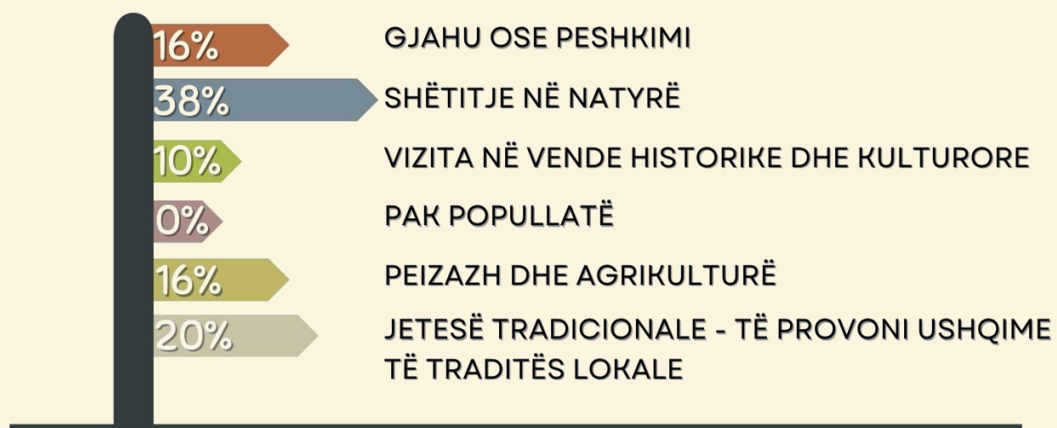 16% GJAHU OSE PESHKIMI
38% SHËTITJE NË NATYRË
10% VIZITA NË VENDE HISTORIKE DHE KULTURORE
0% PAK POPULLATË
16% PEIZAZH DHE AGRIKULTURË
20% JETESË TRADICIONALE - TË PROVONI USHQIME
TË TRADITËS LOKALE